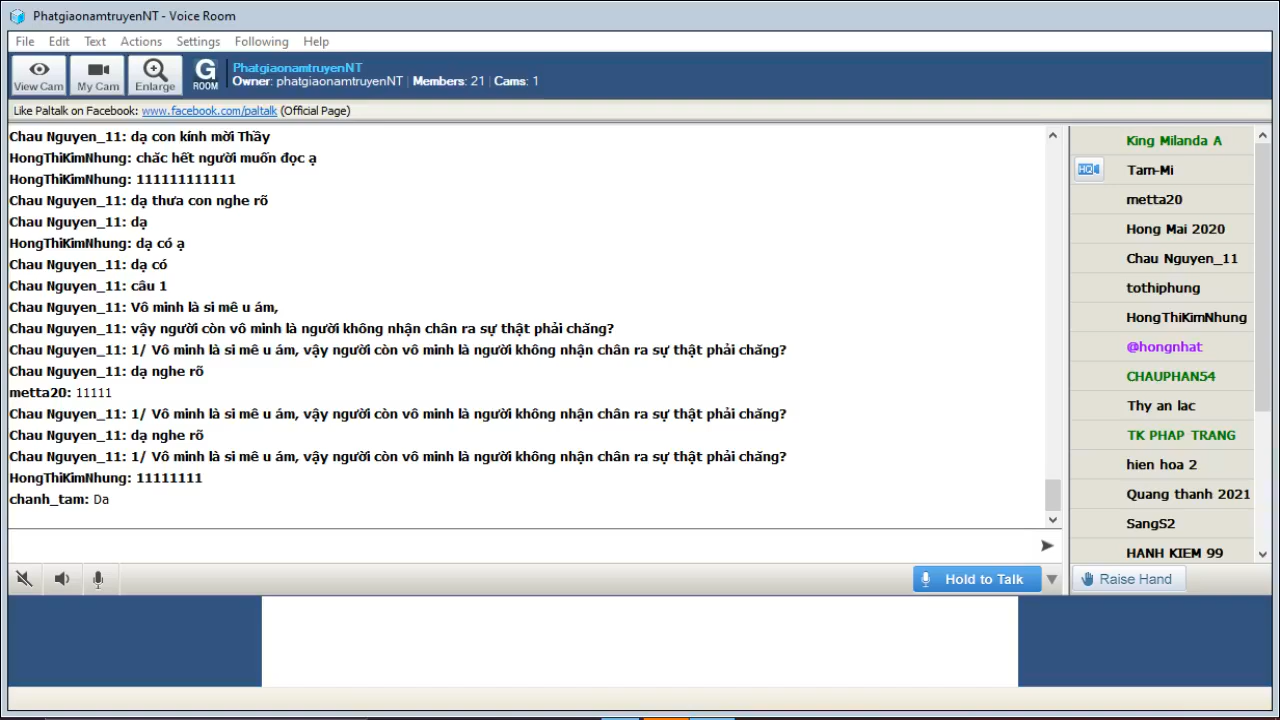 PhatgiaonamtruyenNT - Voice Room
File Edit Text Actions Settings Following Help
View Cam
My Cam
Enlarge
G
ROOM
PhatgiaonamtruyenNT
Owner: phatgiaonamtruyenNT | Members: 21 | Cams: 1
Like Paltalk on Facebook: www.facebook.com/paltalk (Official Page)
Chau Nguyen_11: dạ con kính mời Thầy
HongThiKimNhung: chăc hết người muốn đọc ạ
HongThiKimNhung: 111111111111
Chau Nguyen_11: dạ thưa con nghe rõ
Chau Nguyen_11: dạ
HongThiKimNhung: dạ có ạ
Chau Nguyen_11: dạ có
Chau Nguyen_11: câu 1
Chau Nguyen_11: Vô minh là si mê u ám,
Chau Nguyen_11: vậy người còn vô minh là người không nhận chân ra sự thật phải chăng?
Chau Nguyen_11: 1/ Vô minh là si mê u ám, vậy người còn vô minh là người không nhận chân ra sự thật phải chăng?
Chau Nguyen_11: dạ nghe rõ
metta20: 11111
Chau Nguyen_11: 1/ Vô minh là si mê u ám, vậy người còn vô minh là người không nhận chân ra sự thật phải chăng?
Chau Nguyen_11: dạ nghe rõ
Chau Nguyen_11: 1/ Vô minh là si mê u ám, vậy người còn vô minh là người không nhận chân ra sự thật phải chăng?
HongThiKimNhung: 11111111
chanh_tam: Da
King Milanda A
HQ
Tam-Mi
metta20
Hong Mai 2020
Chau Nguyen_11
tothiphung
HongThiKimNhung
@hongnhat
CHAUPHAN54
Thy an lac
TK PHAP TRANG
hien hoa 2
Quang thanh 2021
SangS2
HANH KIEM 99
Hold to Talk
Raise Hand